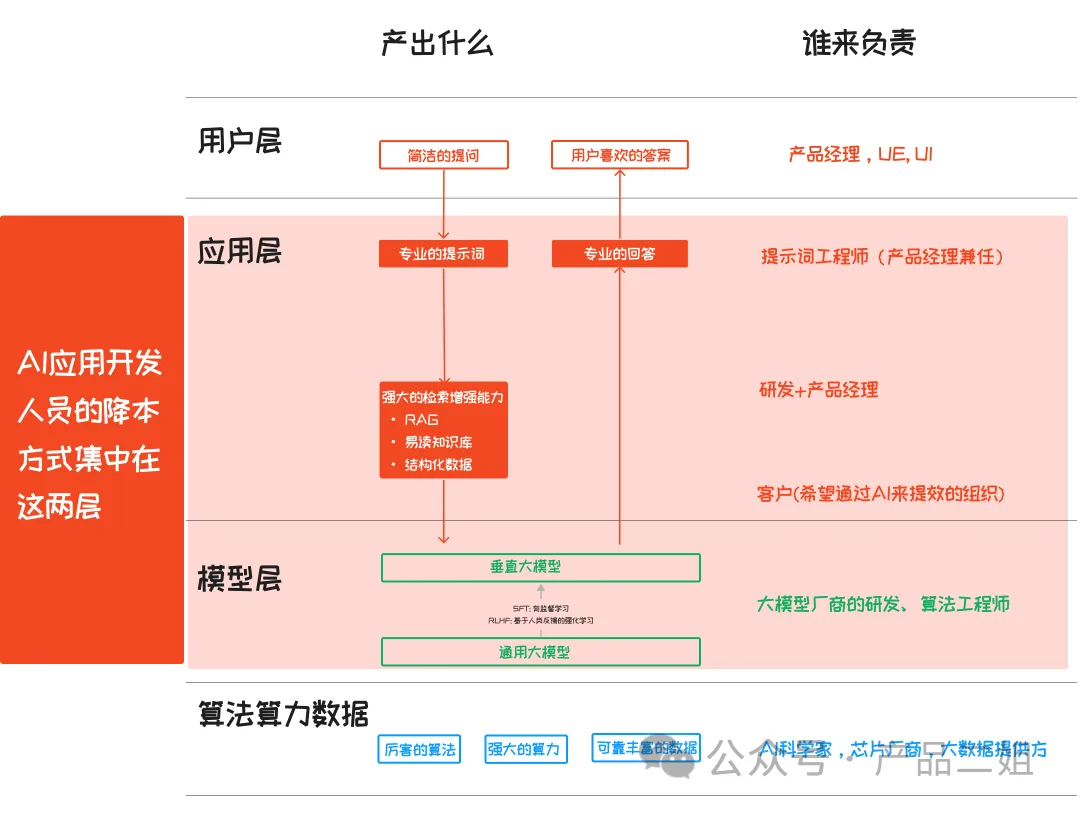 产出什么
谁来负责
用户层
简洁的提问
用户喜欢的答案
产品经理，UE, UI
应用层
专业的提示词
专业的回答
提示词工程师（产品经理兼任）
AI应用开发
人员的降本
方式集中在
这两层
强大的检索增强能力
• RAG
• 易读知识库
• 结构化数据
研发+产品经理
客户(希望通过AI来提效的组织)
模型层
垂直大模型
SFT: 有监督学习
RLHF: 基于人类反馈的强化学习
通用大模型
大模型厂商的研发、算法工程师
算法算力数据
厉害的算法
强大的算力
可靠丰富的数据
AI科学家，芯片厂商，大数据提供方
公众号·产品二姐